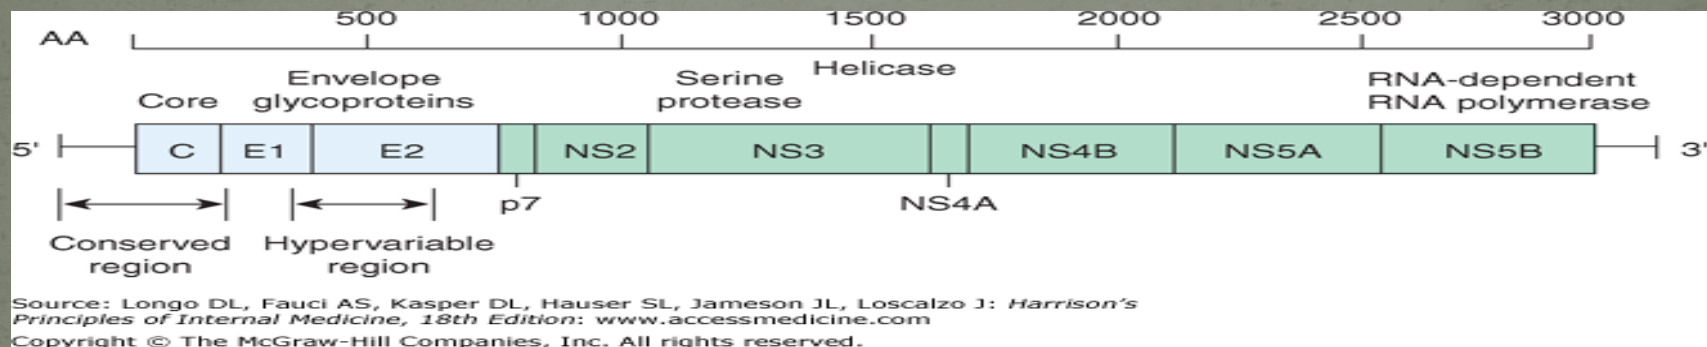 500 1000 1500 2000 2500 3000
AA
Helicase
Envelope Serine RNA-dependent
Core glycoproteins protease RNA polymerase
5' C E1 E2 NS2 NS3 NS4B NS5A NS5B 3'
p7 NS4A
Conserved Hypervariable
region region
Source: Longo DL, Fauci AS, Kasper DL, Hauser SL, Jameson JL, Loscalzo J: Harrison's
Principles of Internal Medicine, 18th Edition: www.accessmedicine.com
Copyright © The McGraw-Hill Companies, Inc. All rights reserved.